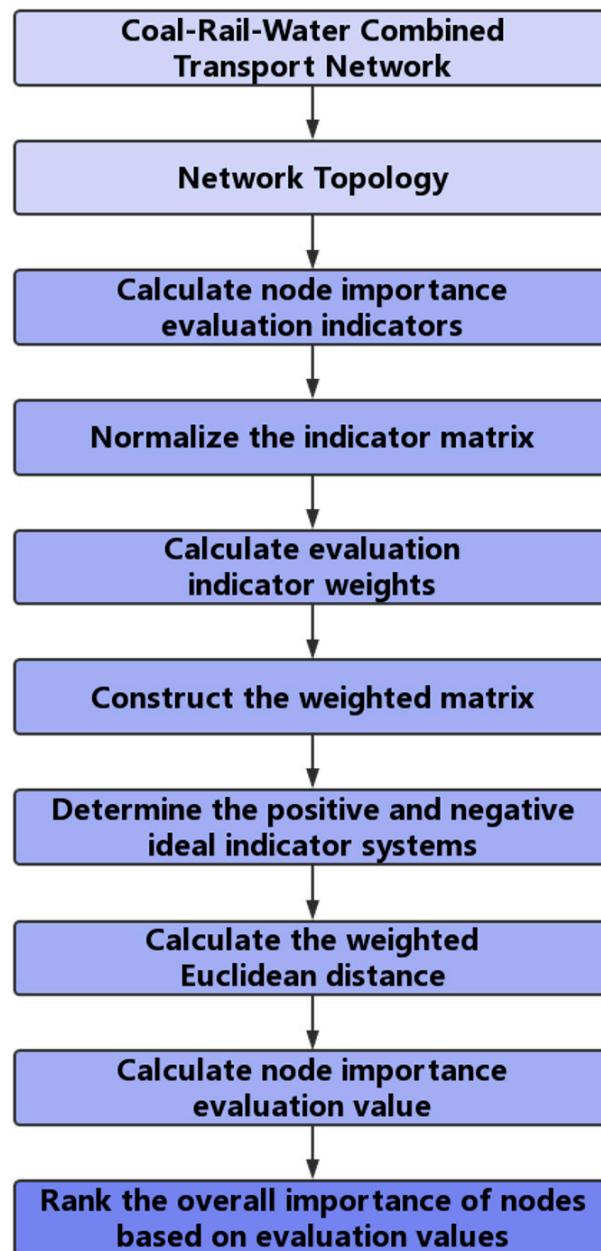 Coal-Rail-Water Combined
Transport Network
Network Topology
Calculate node importance
evaluation indicators
Normalize the indicator matrix
Calculate evaluation
indicator weights
Construct the weighted matrix
Determine the positive and negative
ideal indicator systems
Calculate the weighted
Euclidean distance
Calculate node importance
evaluation value
Rank the overall importance of nodes
based on evaluation values